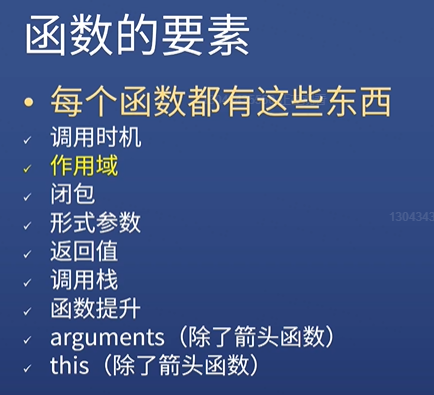 函数的要素
每个函数都有这些东西
调用时机
作用域
闭包
形式参数
返回值
调用栈
函数提升
arguments（除了箭头函数）
this（除了箭头函数）